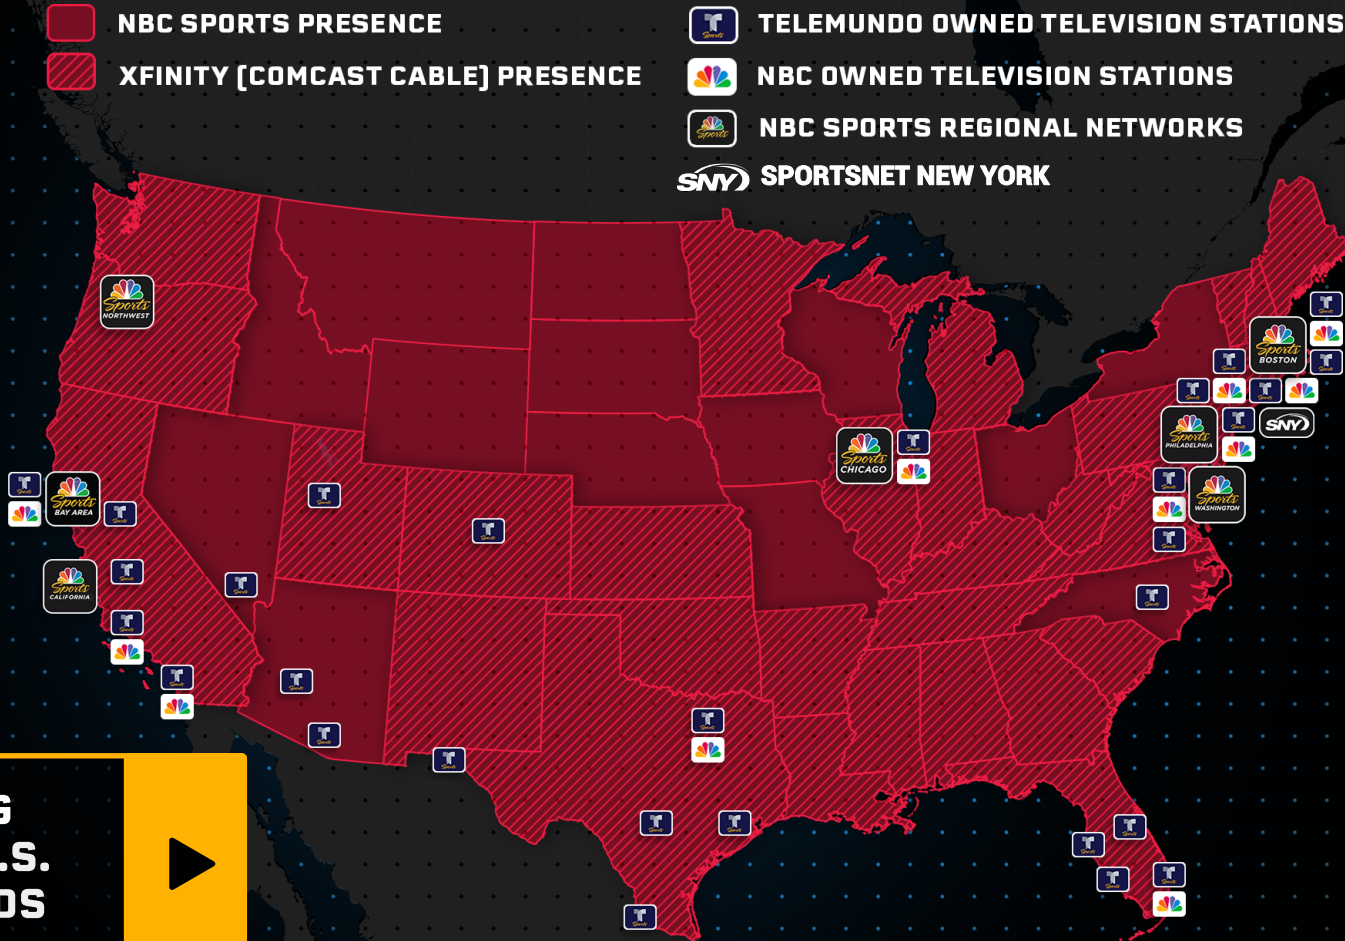 NBC SPORTS PRESENCE
XFINITY [COMCAST CABLE] PRESENCE
TELEMUNDO OWNED TELEVISION STATIONS
NBC OWNED TELEVISION STATIONS
NBC SPORTS REGIONAL NETWORKS
SNY SPORTSNET NEW YORK
Sports
NORTHWEST
Sports
BOSTON
Sports
PHILADELPHIA
SNY
Sports
CHICAGO
Sports
WASHINGTON
Sports
BAY AREA
Sports
CALIFORNIA
G
.S.
DS